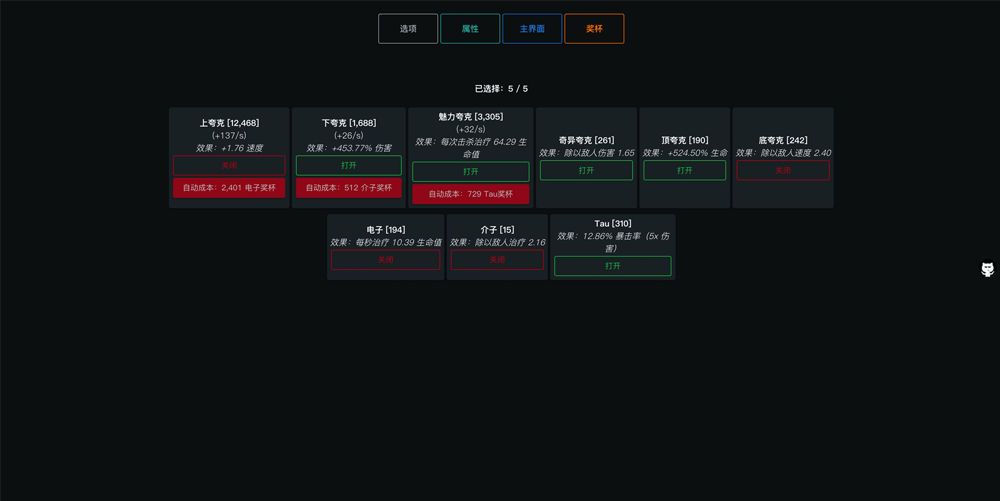 选项
属性
主界面
奖杯
已选择：5 / 5
上夸克 [12,468]
(+137/s)
效果：+1.76 速度
关闭
自动成本：2,401 电子奖杯
下夸克 [1,688]
(+26/s)
效果：+453.77% 伤害
打开
自动成本：512 介子奖杯
魅力夸克 [3,305]
(+32/s)
效果：每次击杀治疗 64.29 生
命值
打开
自动成本：729 Tau奖杯
奇异夸克 [261]
效果：除以敌人伤害 1.65
打开
顶夸克 [190]
效果：+524.50% 生命
打开
底夸克 [242]
效果：除以敌人速度 2.40
关闭
电子 [194]
效果：每秒治疗 10.39 生命值
关闭
介子 [15]
效果：除以敌人治疗 2.16
关闭
Tau [310]
效果：12.86% 暴击率（5x 伤
害）
打开